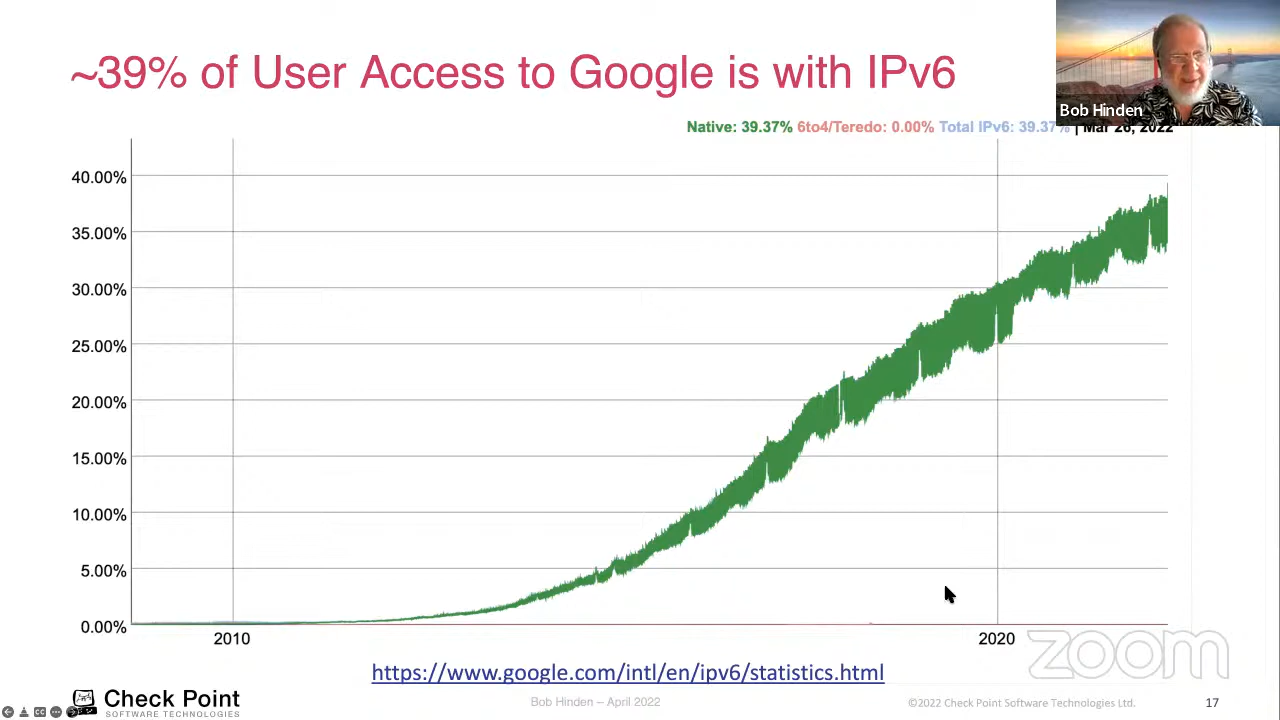 ~39% of User Access to Google is with IPv6
Bob Hinden
Native: 39.37% 6to4/Teredo: 0.00% Total IPv6: 39.37% | Mar 26, 2022
40.00%
35.00%
30.00%
25.00%
20.00%
15.00%
10.00%
5.00%
0.00%
2010
2020
zoom
https://www.google.com/intl/en/ipv6/statistics.html
Check Point
SOFTWARE TECHNOLOGIES
Bob Hinden – April 2022
©2022 Check Point Software Technologies Ltd.
17
CC